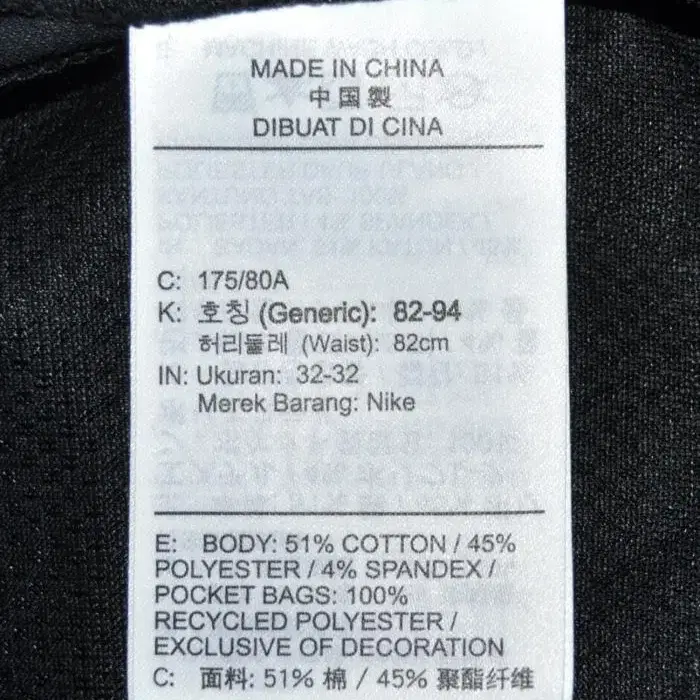 MADE IN CHINA
中国製
DIBUAT DI CINA
C: 175/80A
K: 호칭 (Generic): 82-94
허리둘레 (Waist): 82cm
IN: Ukuran: 32-32
Merek Barang: Nike
E: BODY: 51% COTTON / 45%
POLYESTER / 4% SPANDEX /
POCKET BAGS: 100%
RECYCLED POLYESTER /
EXCLUSIVE OF DECORATION
C: 面料: 51% 棉 / 45% 聚酯纤维